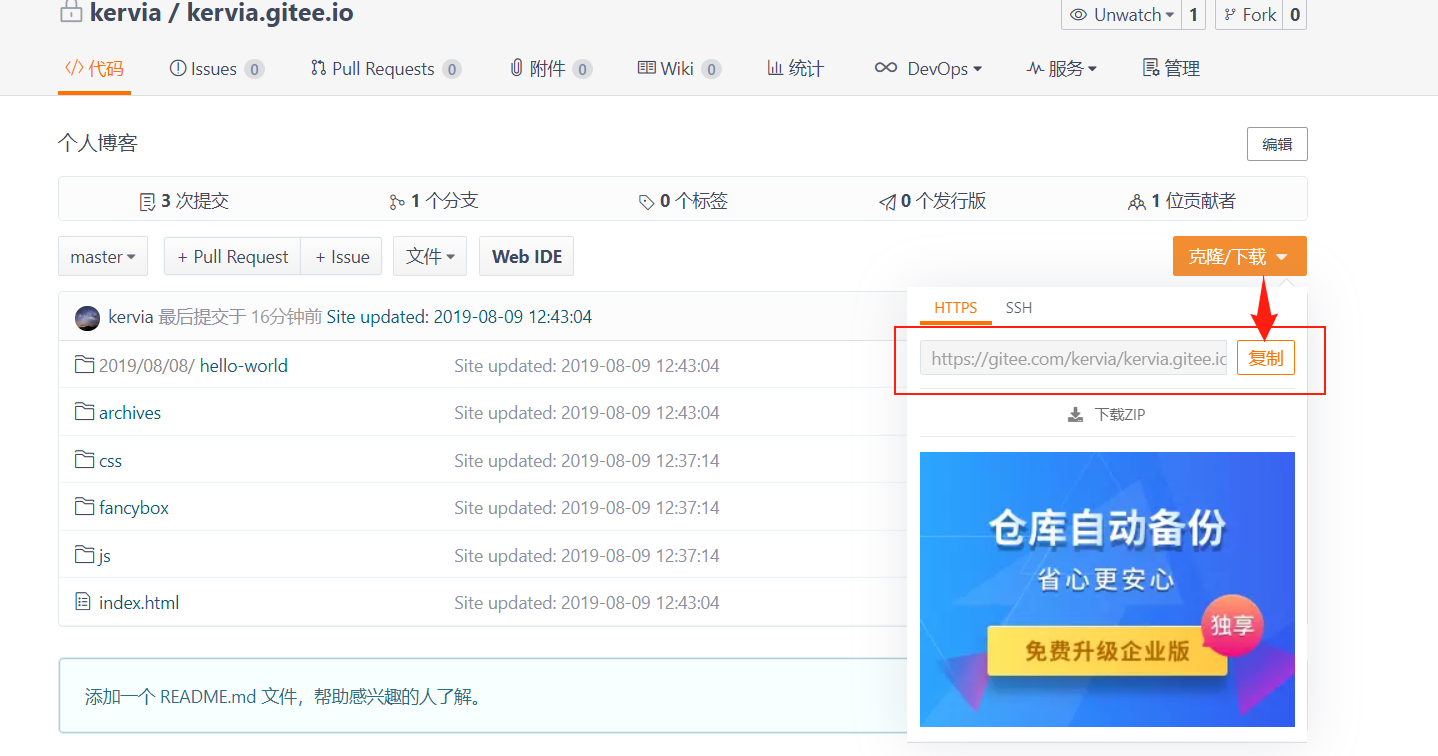 kervia / kervia.gitee.io
Unwatch 1 Fork 0
代码 Issues 0 Pull Requests 0 附件 0 Wiki 0 统计 DevOps 服务 管理
个人博客 编辑
3 次提交 1 个分支 0 个标签 0 个发行版 1 位贡献者
master + Pull Request + Issue 文件 Web IDE 克隆/下载
HTTPS SSH
kervia 最后提交于 16分钟前 Site updated: 2019-08-09 12:43:04
https://gitee.com/kervia/kervia.gitee.io 复制
2019/08/08/ hello-world Site updated: 2019-08-09 12:43:04
archives Site updated: 2019-08-09 12:43:04
下载ZIP
css Site updated: 2019-08-09 12:37:14
fancybox Site updated: 2019-08-09 12:37:14
js Site updated: 2019-08-09 12:37:14
index.html Site updated: 2019-08-09 12:43:04
仓库自动备份
省心更安心
独享
免费升级企业版
添加一个 README.md 文件，帮助感兴趣的人了解。